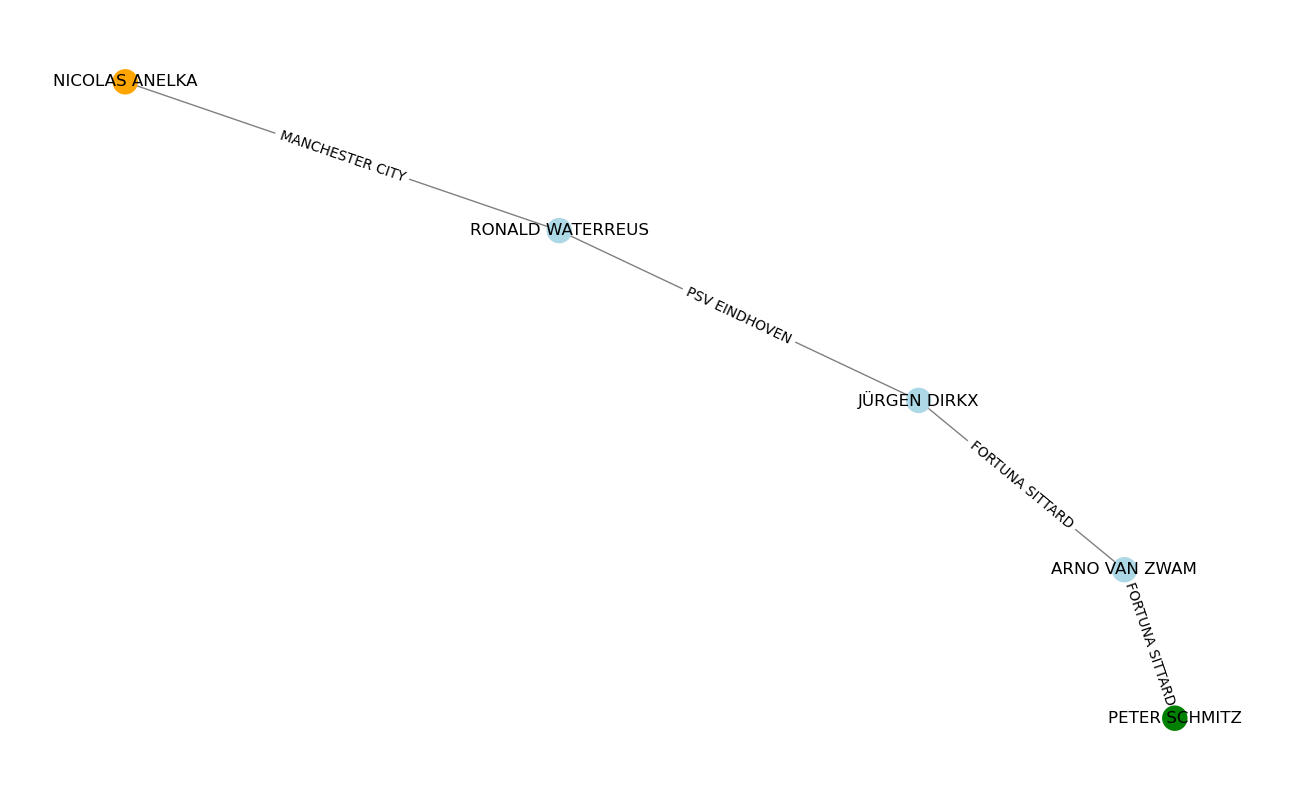 NICOLAS ANELKA
MANCHESTER CITY
RONALD WATERREUS
PSV EINDHOVEN
JÜRGEN DIRKX
FORTUNA SITTARD
ARNO VAN ZWAM
FORTUNA SITTARD
PETER SCHMITZ